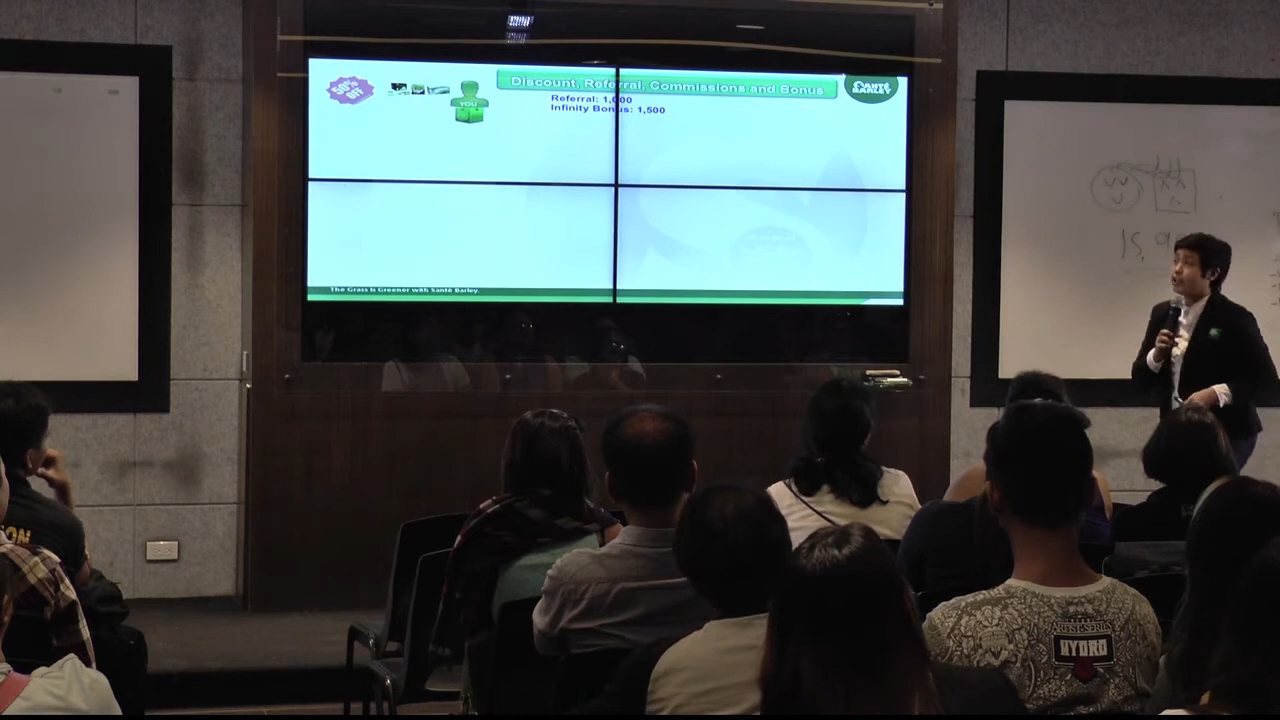 50% OFF
YOU
Discount, Referral, Commissions and Bonus
SANTÉ BARLEY
Referral: 1,000
Infinity Bonus: 1,500
The Grass is Greener with Santé Barley.
HYDRO